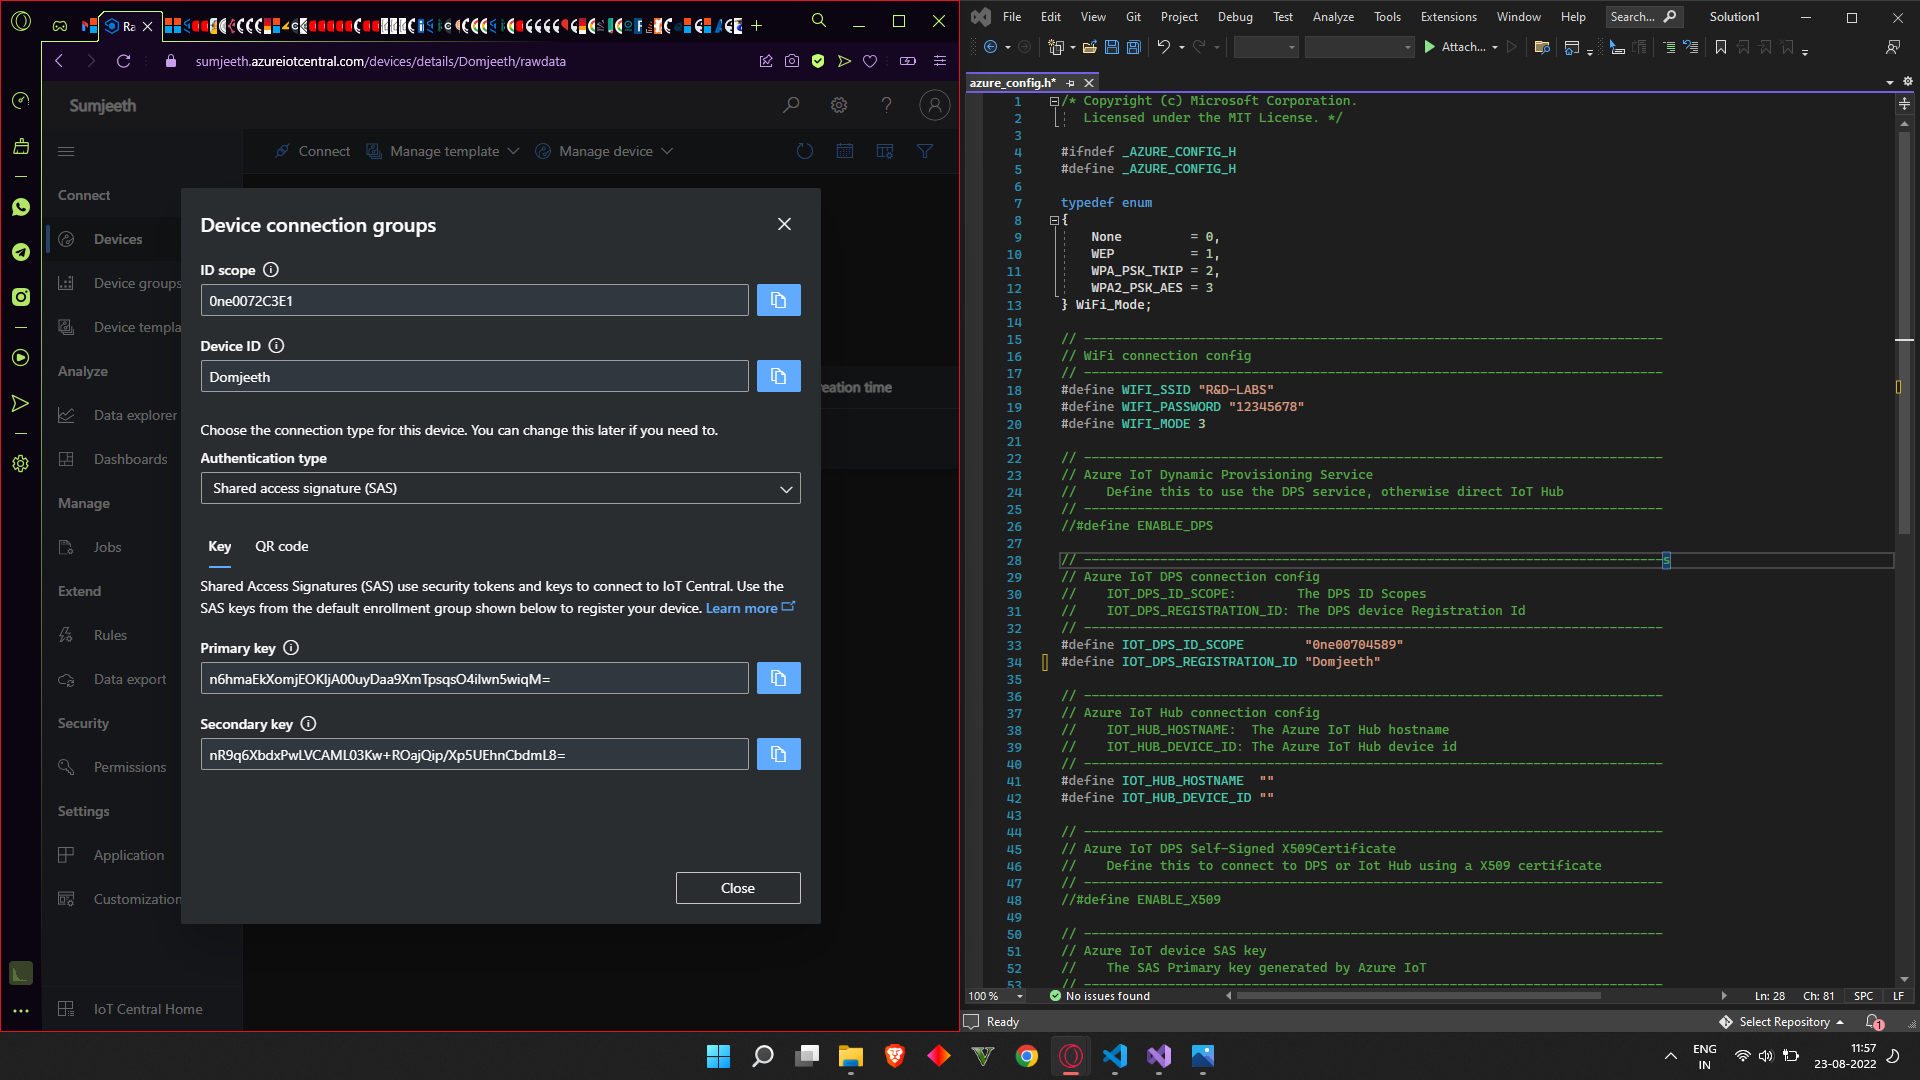 Ra
sumjeeth.azureiotcentral.com/devices/details/Domjeeth/rawdata
Sumjeeth
Connect
Manage template
Manage device
Connect
Devices
Device groups
Device templa
Analyze
Data explorer
Dashboards
Manage
Jobs
Extend
Rules
Data export
Security
Permissions
Settings
Application
Customization
IoT Central Home
reation time
Device connection groups
ID scope
0ne0072C3E1
Device ID
Domjeeth
Choose the connection type for this device. You can change this later if you need to.
Authentication type
Shared access signature (SAS)
Key QR code
Shared Access Signatures (SAS) use security tokens and keys to connect to IoT Central. Use the
SAS keys from the default enrollment group shown below to register your device. Learn more
Primary key
n6hmaEkXomjEOKIjA00uyDaa9XmTpsqsO4iIwn5wiqM=
Secondary key
nR9q6XbdxPwLVCAML03Kw+ROajQip/Xp5UEhnCbdmL8=
Close
File Edit View Git Project Debug Test Analyze Tools Extensions Window Help Search... Solution1
Attach...
azure_config.h*
1 /* Copyright (c) Microsoft Corporation.
2 Licensed under the MIT License. */
3
4 #ifndef _AZURE_CONFIG_H
5 #define _AZURE_CONFIG_H
6
7 typedef enum
8 {
9 None = 0,
10 WEP = 1,
11 WPA_PSK_TKIP = 2,
12 WPA2_PSK_AES = 3
13 } WiFi_Mode;
14
15 // ----------------------------------------------------------------------------
16 // WiFi connection config
17 // ----------------------------------------------------------------------------
18 #define WIFI_SSID "R&D-LABS"
19 #define WIFI_PASSWORD "12345678"
20 #define WIFI_MODE 3
21
22 // ----------------------------------------------------------------------------
23 // Azure IoT Dynamic Provisioning Service
24 // Define this to use the DPS service, otherwise direct IoT Hub
25 // ----------------------------------------------------------------------------
26 //#define ENABLE_DPS
27
28 // ----------------------------------------------------------------------------s
29 // Azure IoT DPS connection config
30 // IOT_DPS_ID_SCOPE: The DPS ID Scopes
31 // IOT_DPS_REGISTRATION_ID: The DPS device Registration Id
32 // ----------------------------------------------------------------------------
33 #define IOT_DPS_ID_SCOPE "0ne00704589"
34 #define IOT_DPS_REGISTRATION_ID "Domjeeth"
35
36 // ----------------------------------------------------------------------------
37 // Azure IoT Hub connection config
38 // IOT_HUB_HOSTNAME: The Azure IoT Hub hostname
39 // IOT_HUB_DEVICE_ID: The Azure IoT Hub device id
40 // ----------------------------------------------------------------------------
41 #define IOT_HUB_HOSTNAME ""
42 #define IOT_HUB_DEVICE_ID ""
43
44 // ----------------------------------------------------------------------------
45 // Azure IoT DPS Self-Signed X509Certificate
46 // Define this to connect to DPS or Iot Hub using a X509 certificate
47 // ----------------------------------------------------------------------------
48 //#define ENABLE_X509
49
50 // ----------------------------------------------------------------------------
51 // Azure IoT device SAS key
52 // The SAS Primary key generated by Azure IoT
53 // ----------------------------------------------------------------------------
100 % No issues found Ln: 28 Ch: 81 SPC LF
Ready Select Repository 1
ENG
IN
11:57
23-08-2022